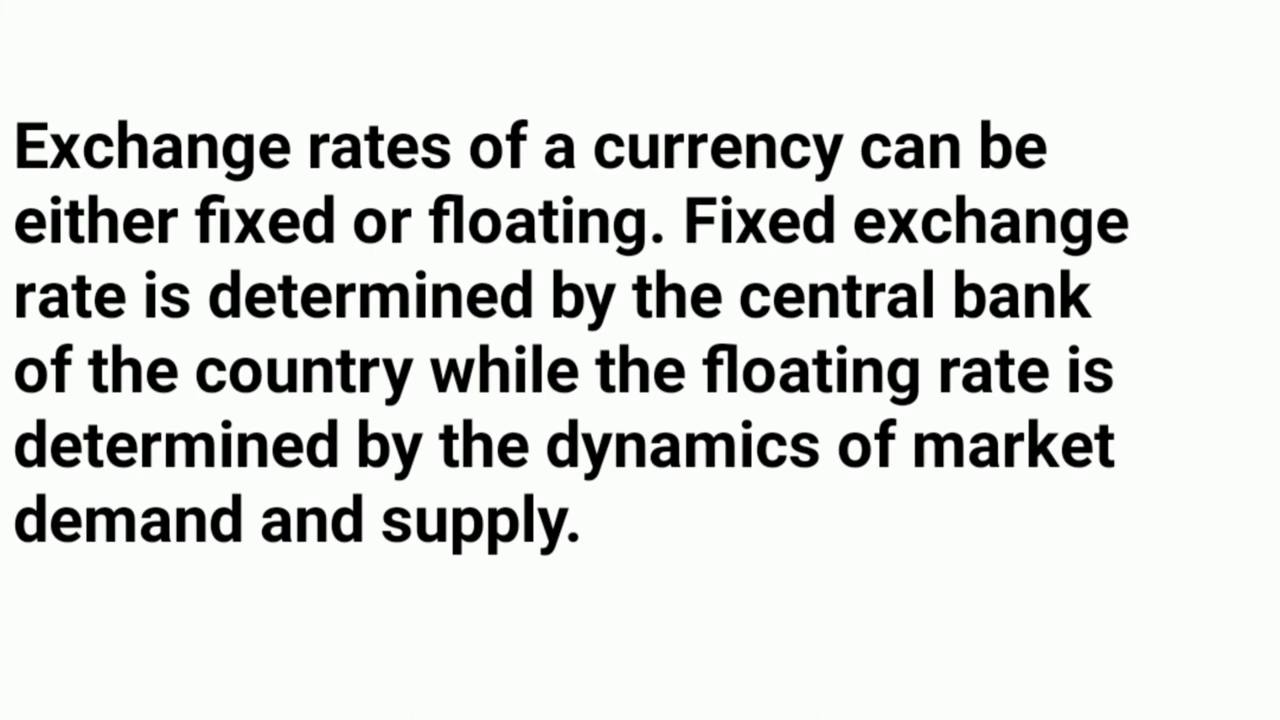 Exchange rates of a currency can be
either fixed or floating. Fixed exchange
rate is determined by the central bank
of the country while the floating rate is
determined by the dynamics of market
demand and supply.